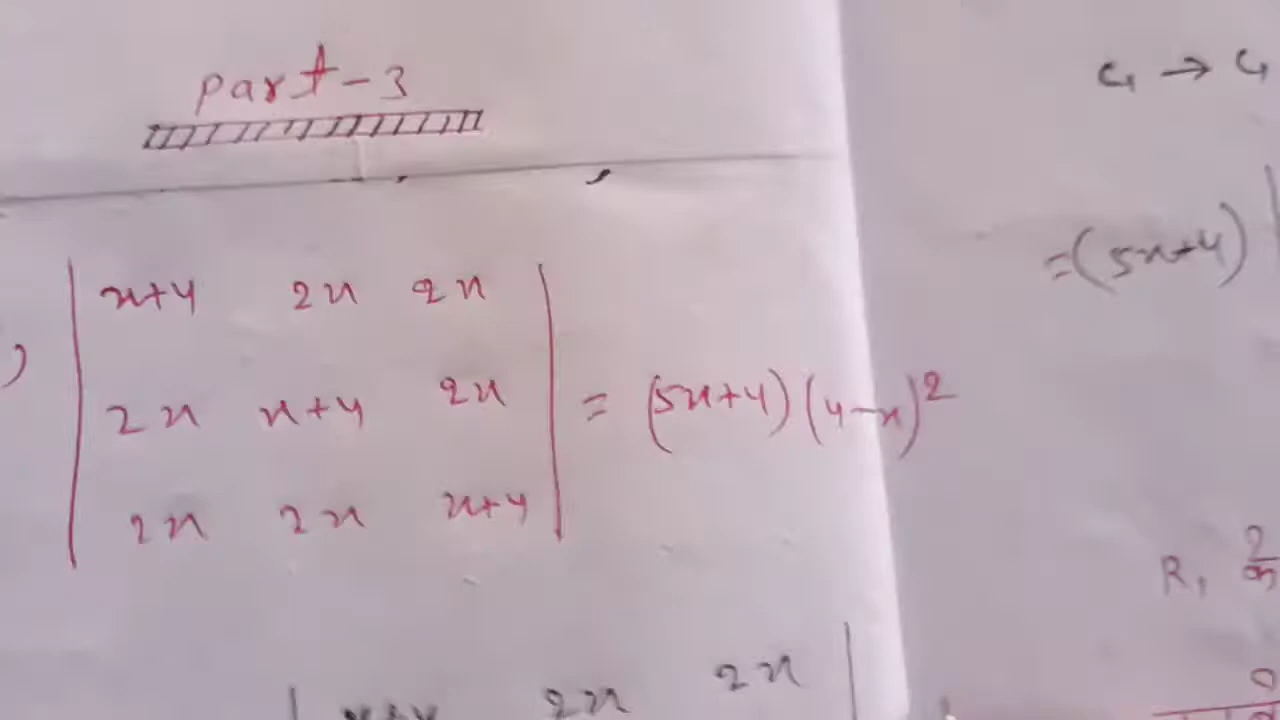 Part-3
| x+4 2x 2x |
| 2x x+4 2x | = (5x+4)(4-x)²
| 2x 2x x+4 |
2x 2x
C₁ → C₁
=(5x+4) |
R₁